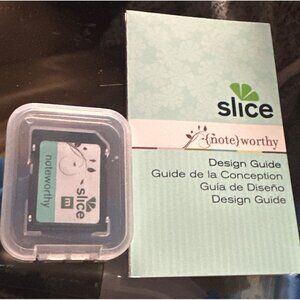 slice
{note}worthy
Design Guide
Guide de la Conception
Guía de Diseño
Design Guide
noteworthy
slice
m